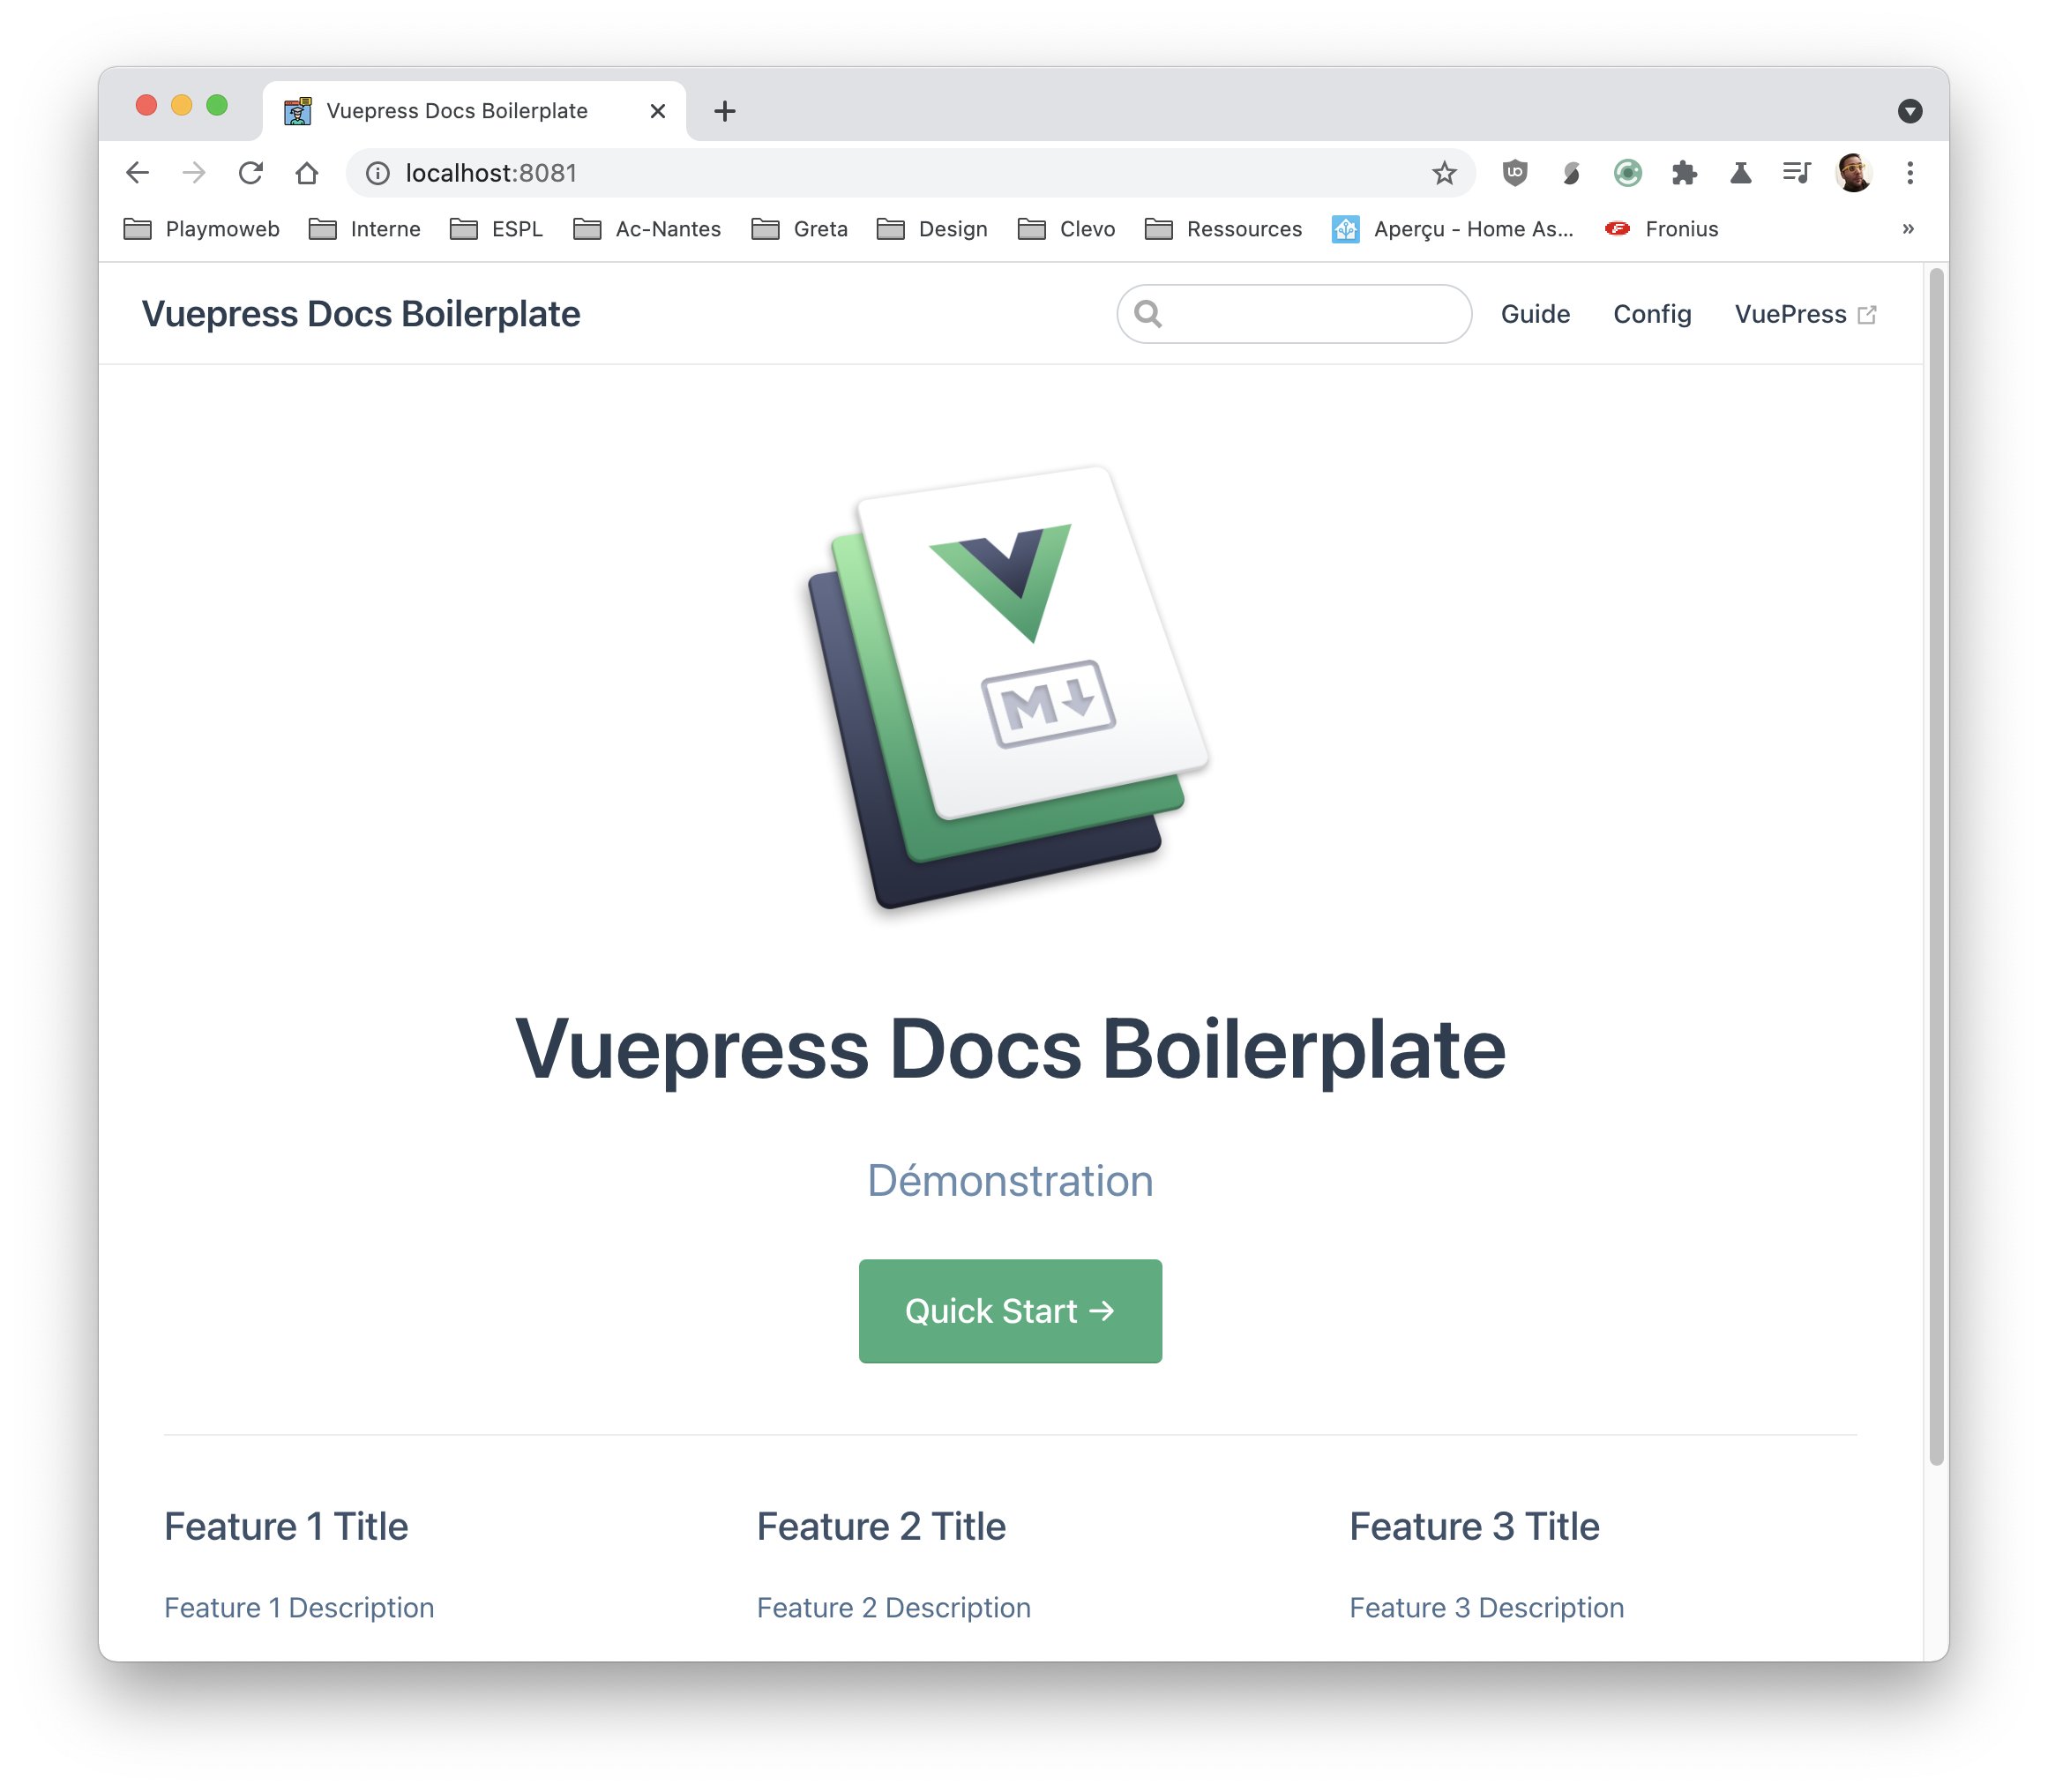 Vuepress Docs Boilerplate
localhost:8081
Playmoweb Interne ESPL Ac-Nantes Greta Design Clevo Ressources Aperçu - Home As... Fronius »
Vuepress Docs Boilerplate Guide Config VuePress
M
Vuepress Docs Boilerplate
Démonstration
Quick Start →
Feature 1 Title Feature 2 Title Feature 3 Title
Feature 1 Description Feature 2 Description Feature 3 Description